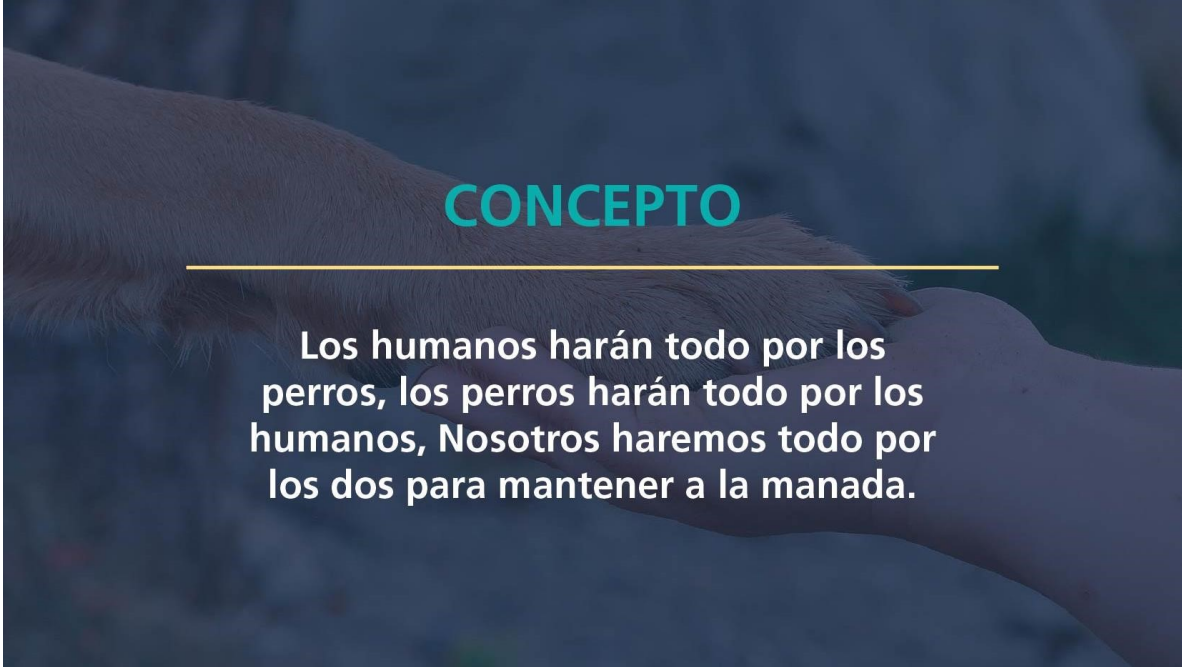 CONCEPTO
Los humanos harán todo por los
perros, los perros harán todo por los
humanos, Nosotros haremos todo por
los dos para mantener a la manada.